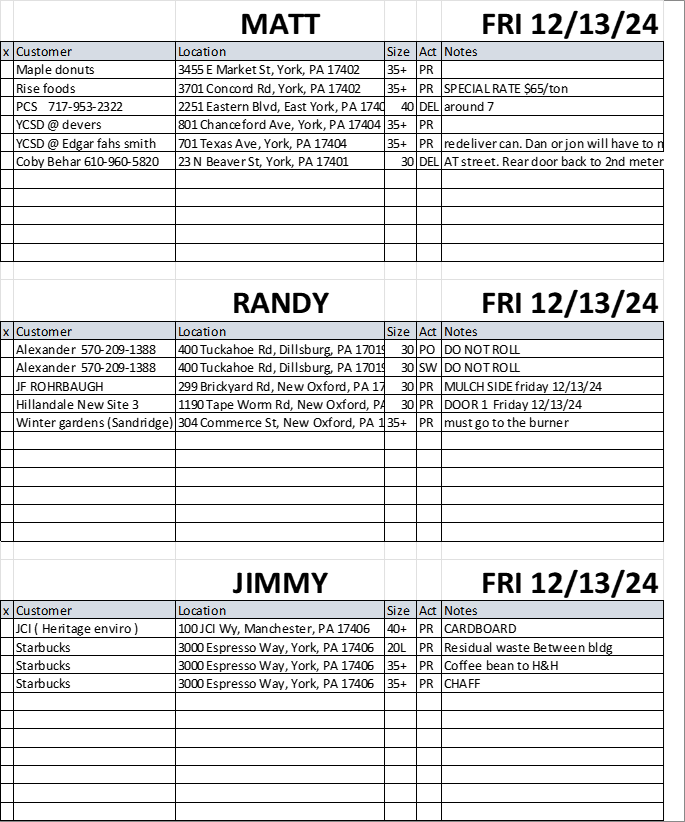 MATT FRI 12/13/24
x Customer Location Size Act Notes
Maple donuts 3455 E Market St, York, PA 17402 35+ PR
Rise foods 3701 Concord Rd, York, PA 17402 35+ PR SPECIAL RATE $65/ton
PCS 717-953-2322 2251 Eastern Blvd, East York, PA 1740 40 DEL around 7
YCSD @ devers 801 Chanceford Ave, York, PA 17404 35+ PR
YCSD @ Edgar fahs smith 701 Texas Ave, York, PA 17404 35+ PR redeliver can. Dan or jon will have to
Coby Behar 610-960-5820 23 N Beaver St, York, PA 17401 30 DEL AT street. Rear door back to 2nd meter
RANDY FRI 12/13/24
x Customer Location Size Act Notes
Alexander 570-209-1388 400 Tuckahoe Rd, Dillsburg, PA 17019 30 PO DO NOT ROLL
Alexander 570-209-1388 400 Tuckahoe Rd, Dillsburg, PA 17019 30 SW DO NOT ROLL
JF ROHRBAUGH 299 Brickyard Rd, New Oxford, PA 17 30 PR MULCH SIDE friday 12/13/24
Hillandale New Site 3 1190 Tape Worm Rd, New Oxford, PA 30 PR DOOR 1 Friday 12/13/24
Winter gardens (Sandridge) 304 Commerce St, New Oxford, PA 1 35+ PR must go to the burner
JIMMY FRI 12/13/24
x Customer Location Size Act Notes
JCI ( Heritage enviro ) 100 JCI Wy, Manchester, PA 17406 40+ PR CARDBOARD
Starbucks 3000 Espresso Way, York, PA 17406 20L PR Residual waste Between bldg
Starbucks 3000 Espresso Way, York, PA 17406 35+ PR Coffee bean to H&H
Starbucks 3000 Espresso Way, York, PA 17406 35+ PR CHAFF